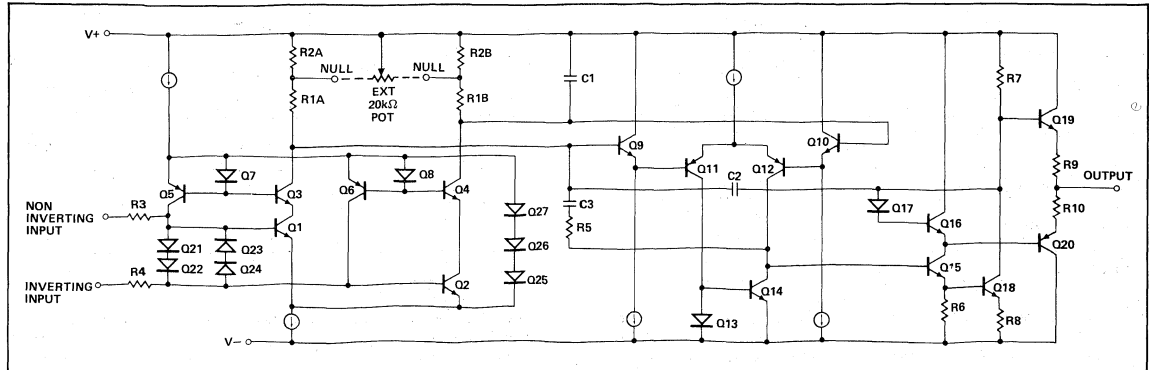 V+
R2A
R2B
NULL
NULL
C1
R7
R1A
EXT
20kΩ
POT
R1B
Q19
Q9
Q10
Q11
Q12
R9
Q7
Q8
Q5
Q3
Q6
Q4
C2
OUTPUT
NON
INVERTING
INPUT
R3
Q1
Q27
C3
Q17
Q16
R10
Q21
Q23
R5
Q26
Q20
Q22
Q24
INVERTING
INPUT
R4
Q25
Q2
Q15
Q14
Q18
Q13
R6
R8
V-